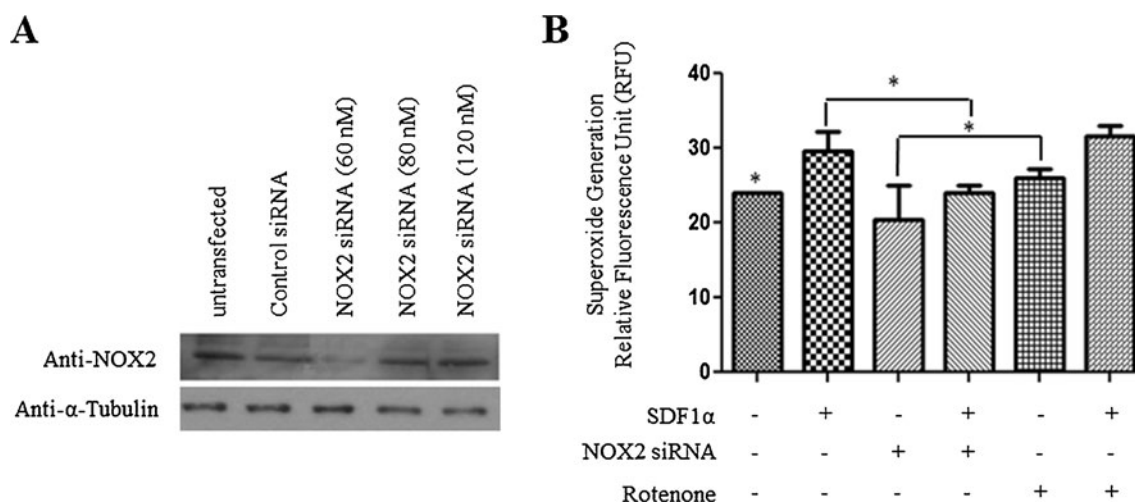 A
untransfected
Control siRNA
NOX2 siRNA (60 nM)
NOX2 siRNA (80 nM)
NOX2 siRNA (120 nM)
Anti-NOX2
Anti-α-Tubulin
B
Superoxide Generation
Relative Fluorescence Unit (RFU)
40
30
20
10
0
*
*
*
SDF1α - + - + - +
NOX2 siRNA - - + + - -
Rotenone - - - - + +